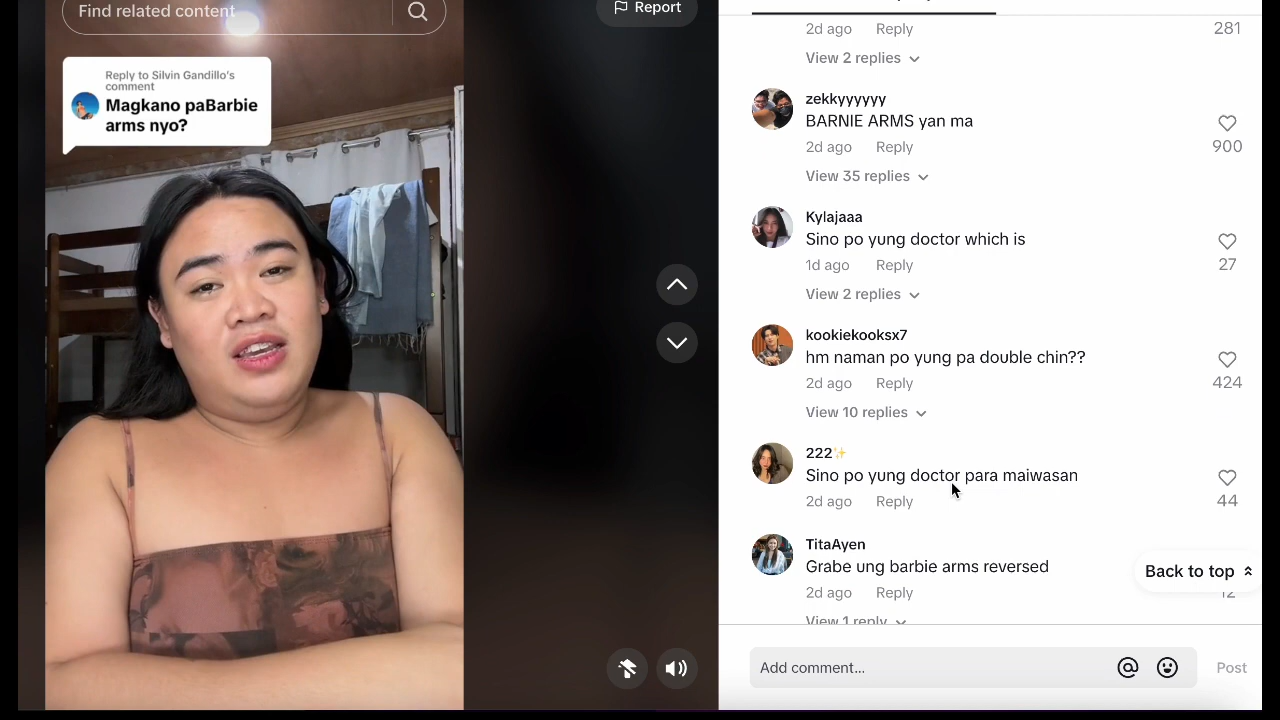 Find related content
Report
Reply to Silvin Gandillo's
comment
Magkano paBarbie
arms nyo?
2d ago Reply
281
View 2 replies
zekkyyyyyy
BARNIE ARMS yan ma
2d ago Reply
900
View 35 replies
Kylajaaa
Sino po yung doctor which is
1d ago Reply
27
View 2 replies
kookiekooksx7
hm naman po yung pa double chin??
2d ago Reply
424
View 10 replies
222✨
Sino po yung doctor para maiwasan
2d ago Reply
44
TitaAyen
Grabe ung barbie arms reversed
2d ago Reply
12
View 1 reply
Back to top
Add comment...
Post